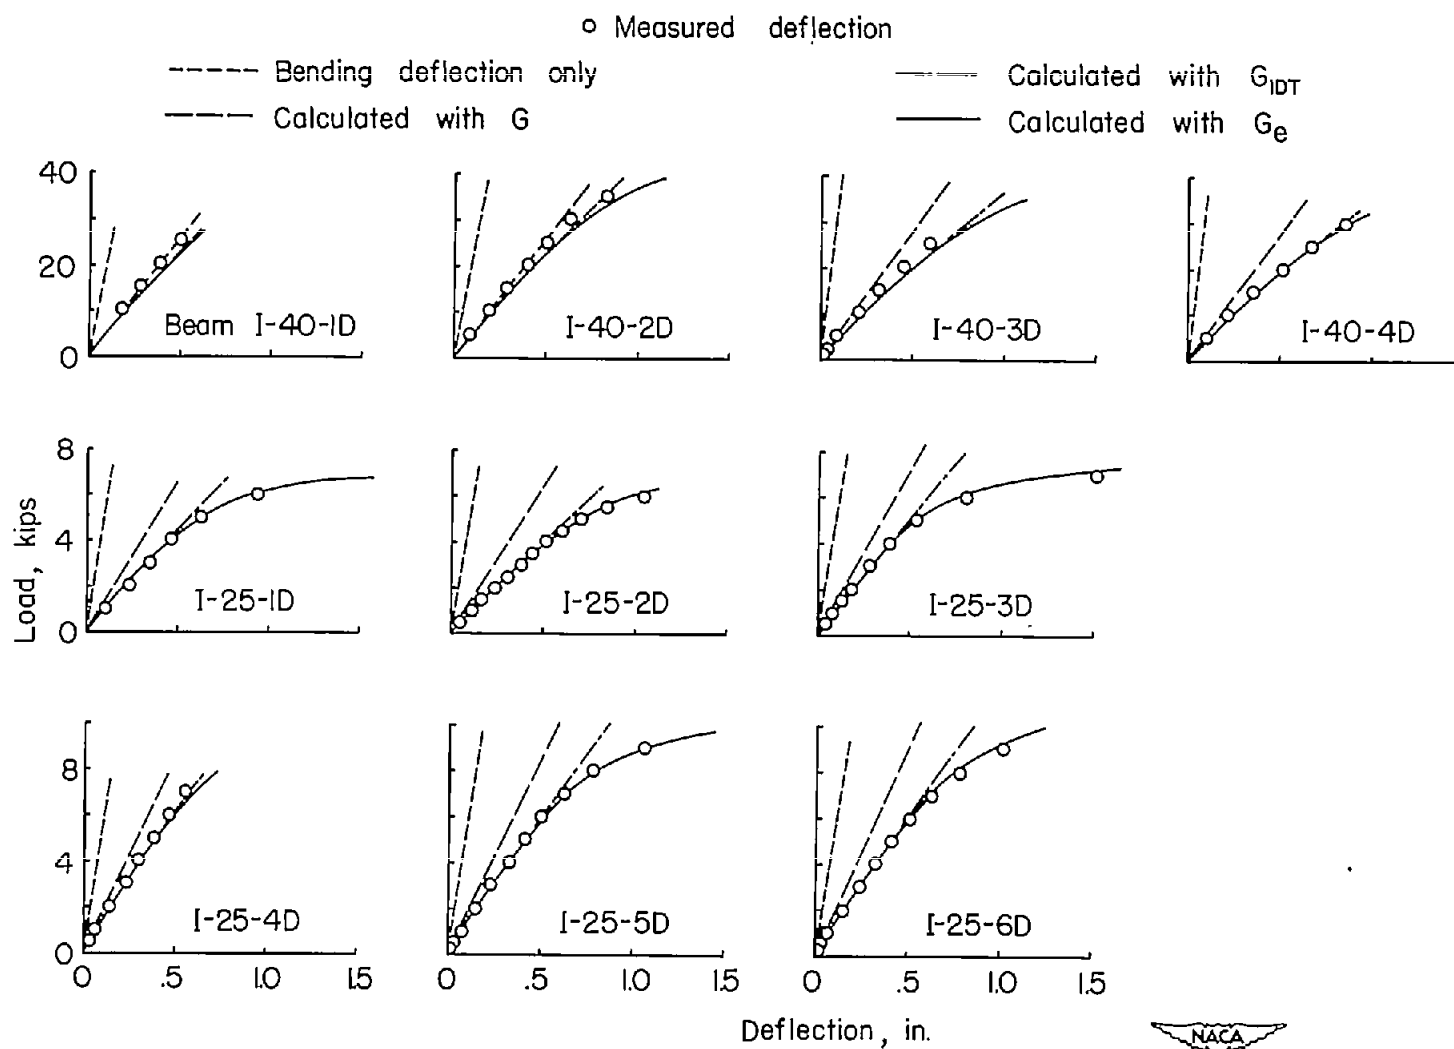 Measured deflection
Bending deflection only
Calculated with G
Calculated with G_IDT
Calculated with G_e
40
20
0
Beam I-40-1D
I-40-2D
I-40-3D
I-40-4D
Load, kips
8
4
0
I-25-1D
I-25-2D
I-25-3D
8
4
0
I-25-4D
I-25-5D
I-25-6D
0 .5 1.0 1.5
0 .5 1.0 1.5
0 .5 1.0 1.5
Deflection, in.
NACA